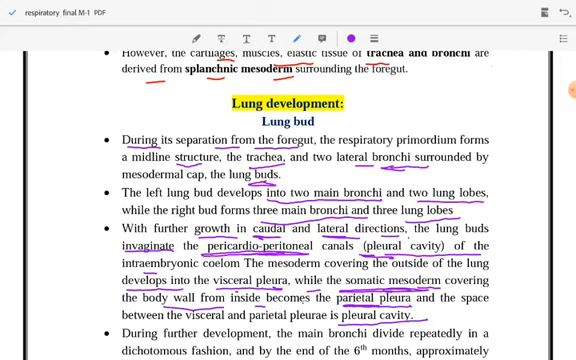 respiratory final M-1 PDF
• However, the cartilages, muscles, elastic tissue of trachea and bronchi are
derived from splanchnic mesoderm surrounding the foregut.
Lung development:
Lung bud
• During its separation from the foregut, the respiratory primordium forms
a midline structure, the trachea, and two lateral bronchi surrounded by
mesodermal cap, the lung buds.
• The left lung bud develops into two main bronchi and two lung lobes,
while the right bud forms three main bronchi and three lung lobes
• With further growth in caudal and lateral directions, the lung buds
invaginate the pericardio-peritoneal canals (pleural cavity) of the
intraembryonic coelom The mesoderm covering the outside of the lung
develops into the visceral pleura, while the somatic mesoderm covering
the body wall from inside becomes the parietal pleura and the space
between the visceral and parietal pleurae is pleural cavity.
• During further development, the main bronchi divide repeatedly in a
dichotomous fashion, and by the end of the 6th months, approximately